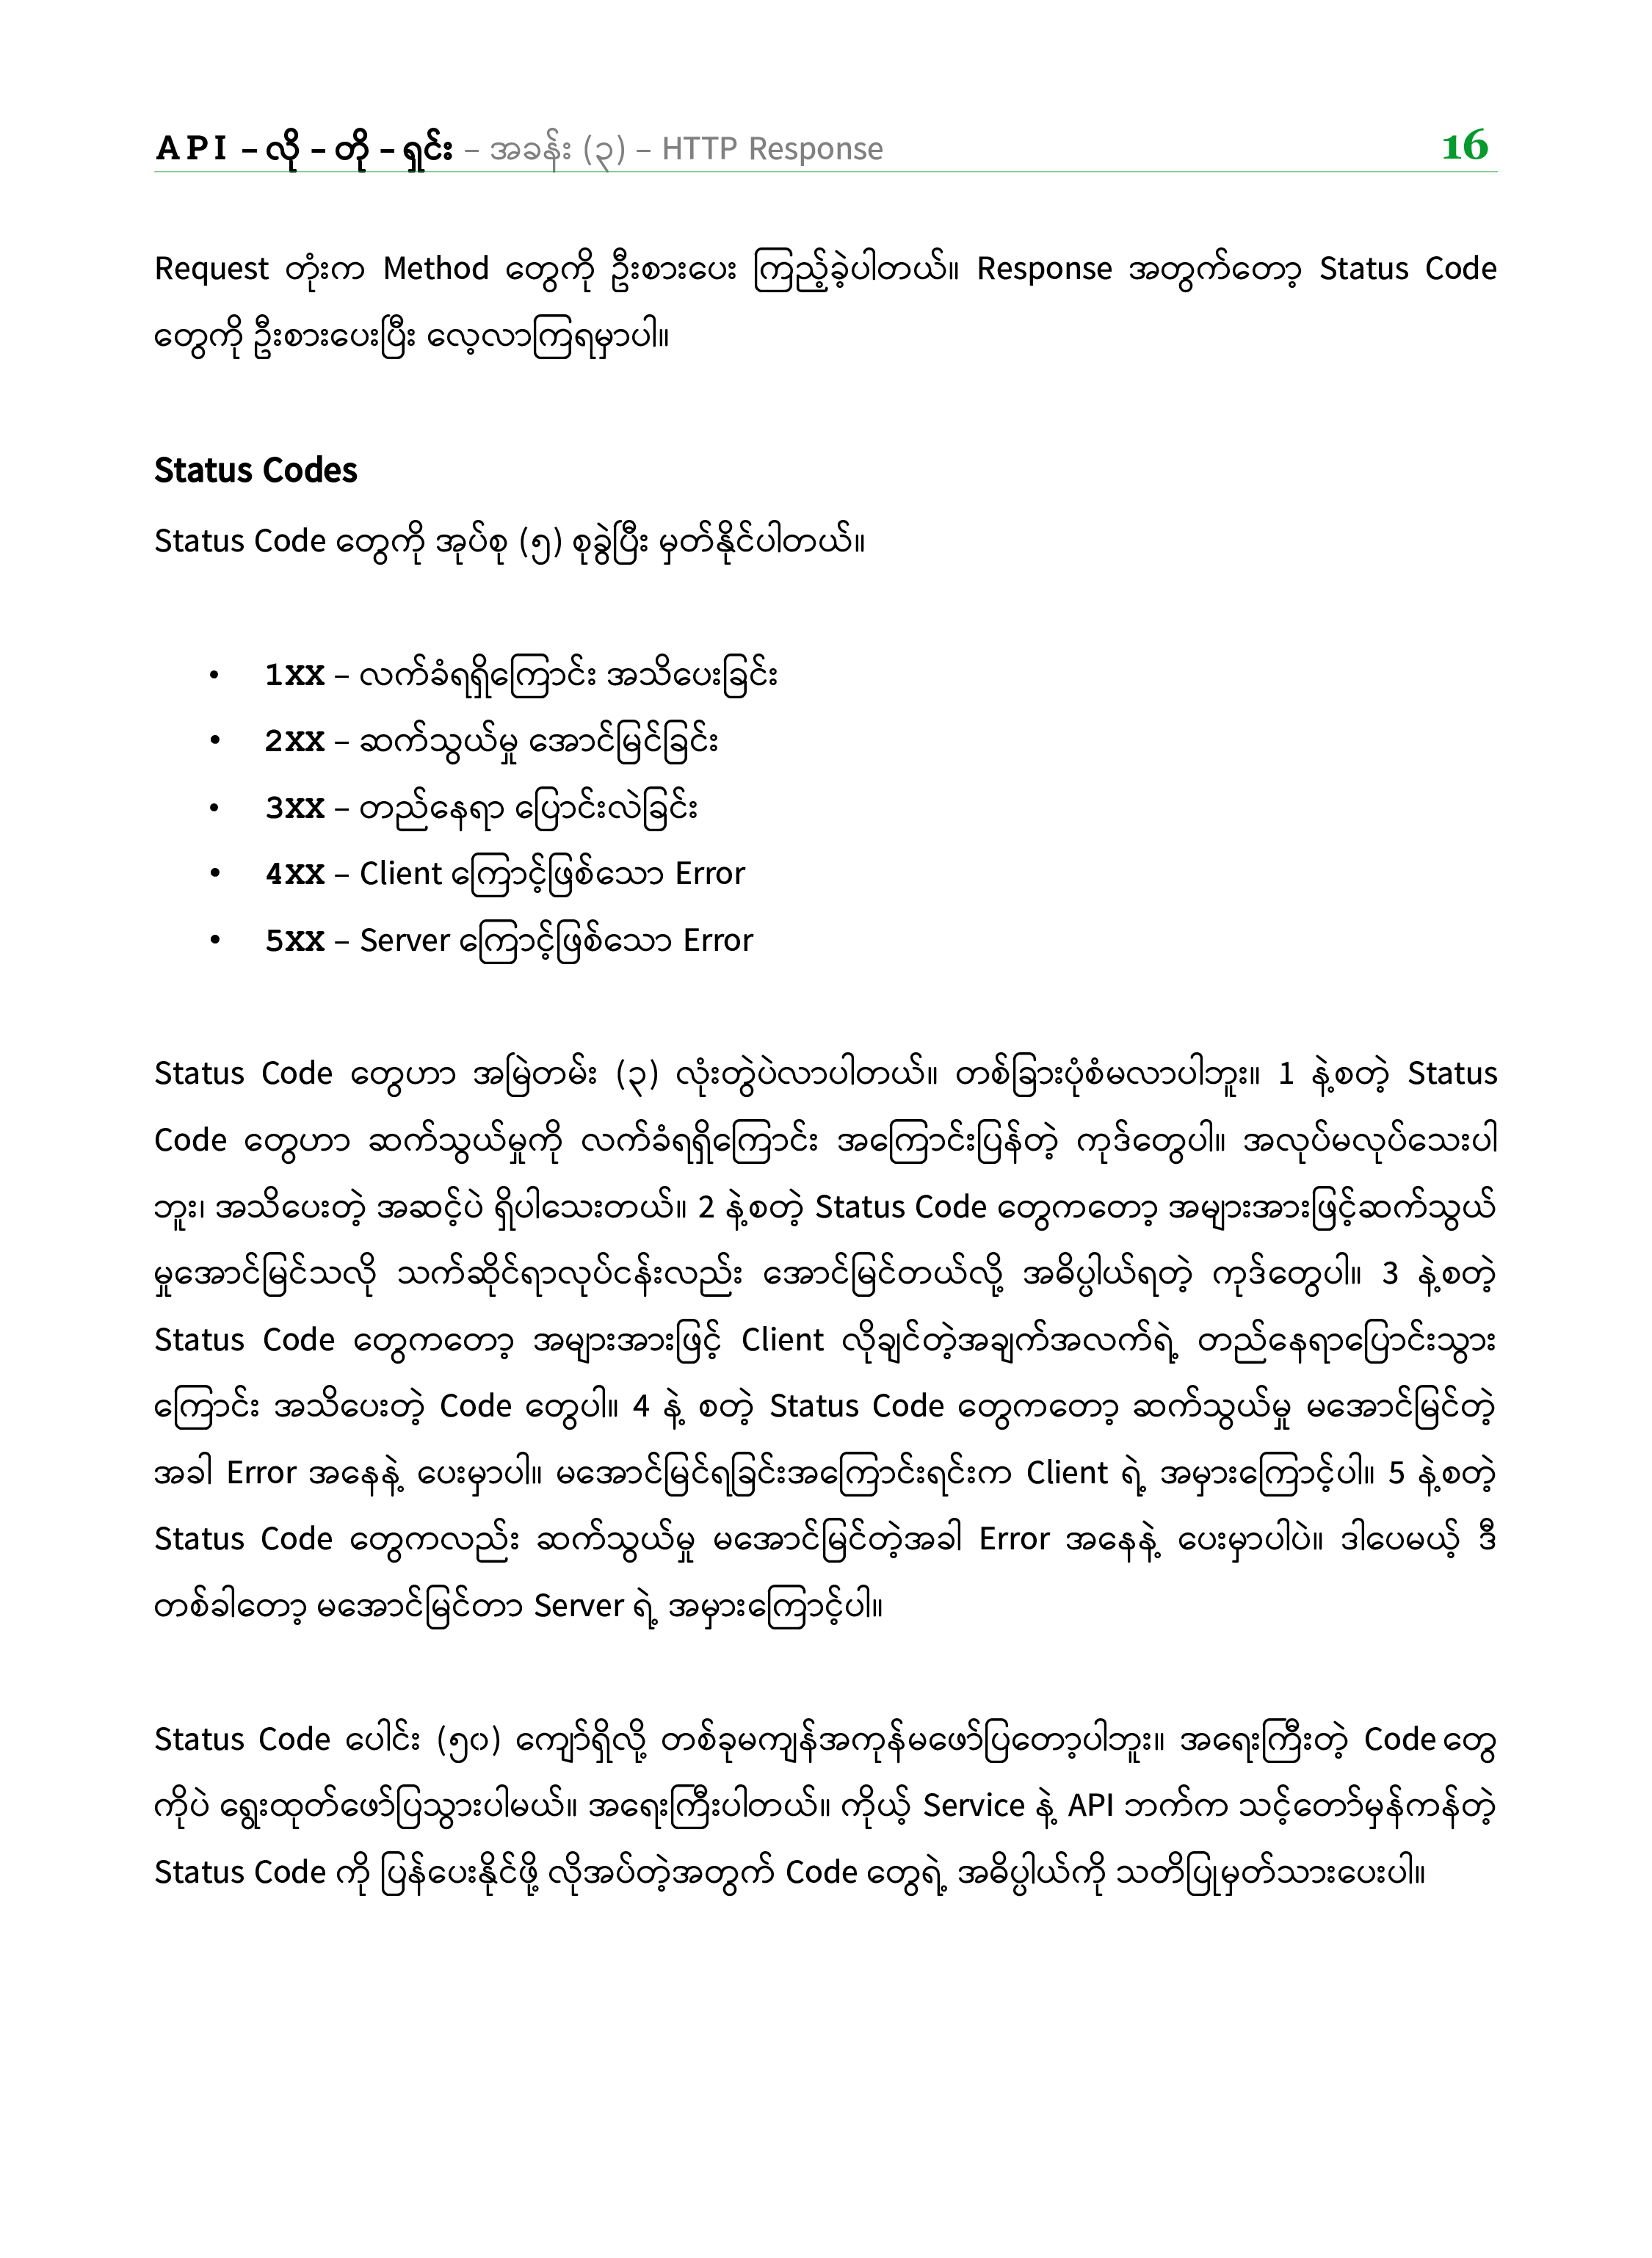 API – လို – တို – ရှင်း – အခန်း (၃) – HTTP Response 16
Request တုံးက Method တွေကို ဦးစားပေး ကြည့်ခဲ့ပါတယ်။ Response အတွက်တော့ Status Code
တွေကို ဦးစားပေးပြီး လေ့လာကြရမှာပါ။
Status Codes
Status Code တွေကို အုပ်စု (၅) စုခွဲပြီး မှတ်နိုင်ပါတယ်။
• 1XX – လက်ခံရရှိကြောင်း အသိပေးခြင်း
• 2XX – ဆက်သွယ်မှု အောင်မြင်ခြင်း
• 3XX – တည်နေရာ ပြောင်းလဲခြင်း
• 4XX – Client ကြောင့်ဖြစ်သော Error
• 5XX – Server ကြောင့်ဖြစ်သော Error
Status Code တွေဟာ အမြဲတမ်း (၃) လုံးတွဲပဲလာပါတယ်။ တစ်ခြားပုံစံမလာပါဘူး။ 1 နဲ့စတဲ့ Status
Code တွေဟာ ဆက်သွယ်မှုကို လက်ခံရရှိကြောင်း အကြောင်းပြန်တဲ့ ကုဒ်တွေပါ။ အလုပ်မလုပ်သေးပါ
ဘူး၊ အသိပေးတဲ့ အဆင့်ပဲ ရှိပါသေးတယ်။ 2 နဲ့စတဲ့ Status Code တွေကတော့ အများအားဖြင့်ဆက်သွယ်
မှုအောင်မြင်သလို သက်ဆိုင်ရာလုပ်ငန်းလည်း အောင်မြင်တယ်လို့ အဓိပ္ပါယ်ရတဲ့ ကုဒ်တွေပါ။ 3 နဲ့စတဲ့
Status Code တွေကတော့ အများအားဖြင့် Client လိုချင်တဲ့အချက်အလက်ရဲ့ တည်နေရာပြောင်းသွား
ကြောင်း အသိပေးတဲ့ Code တွေပါ။ 4 နဲ့ စတဲ့ Status Code တွေကတော့ ဆက်သွယ်မှု မအောင်မြင်တဲ့
အခါ Error အနေနဲ့ ပေးမှာပါ။ မအောင်မြင်ရခြင်းအကြောင်းရင်းက Client ရဲ့ အမှားကြောင့်ပါ။ 5 နဲ့စတဲ့
Status Code တွေကလည်း ဆက်သွယ်မှု မအောင်မြင်တဲ့အခါ Error အနေနဲ့ ပေးမှာပါပဲ။ ဒါပေမယ့် ဒီ
တစ်ခါတော့ မအောင်မြင်တာ Server ရဲ့ အမှားကြောင့်ပါ။
Status Code ပေါင်း (၅၀) ကျော်ရှိလို့ တစ်ခုမကျန်အကုန်မဖော်ပြတော့ပါဘူး။ အရေးကြီးတဲ့ Code တွေ
ကိုပဲ ရွေးထုတ်ဖော်ပြသွားပါမယ်။ အရေးကြီးပါတယ်။ ကိုယ့် Service နဲ့ API ဘက်က သင့်တော်မှန်ကန်တဲ့
Status Code ကို ပြန်ပေးနိုင်ဖို့ လိုအပ်တဲ့အတွက် Code တွေရဲ့ အဓိပ္ပါယ်ကို သတိပြုမှတ်သားပေးပါ။